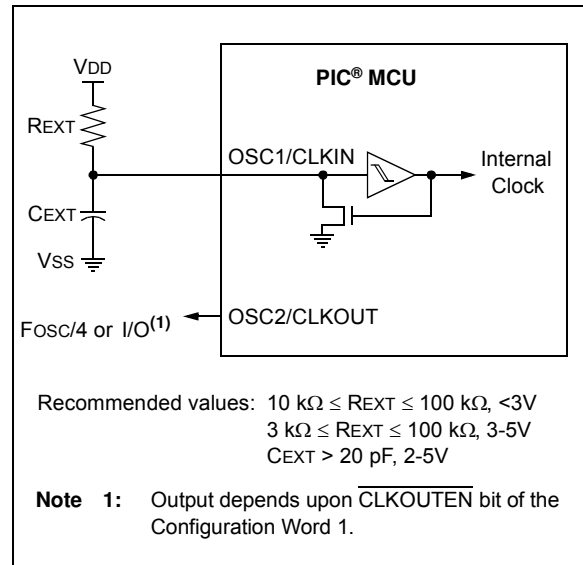 VDD
PIC® MCU
REXT
OSC1/CLKIN
Internal
Clock
CEXT
VSS
FOSC/4 or I/O(1)
OSC2/CLKOUT
Recommended values: 10 kΩ ≤ REXT ≤ 100 kΩ, <3V
3 kΩ ≤ REXT ≤ 100 kΩ, 3-5V
CEXT > 20 pF, 2-5V
Note 1: Output depends upon CLKOUTEN bit of the
Configuration Word 1.